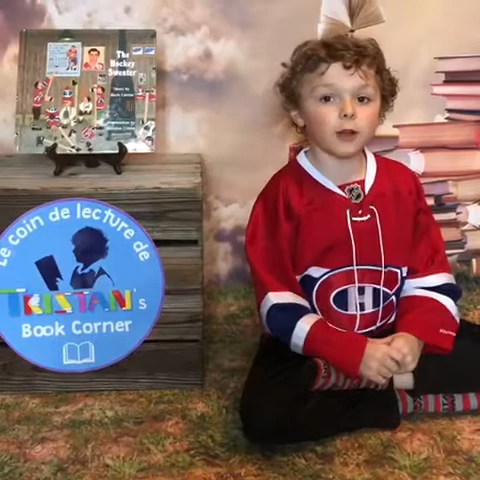 The
Hockey
Sweater
Le coin de lecture de
TRISTAN's
BOOK CORNER